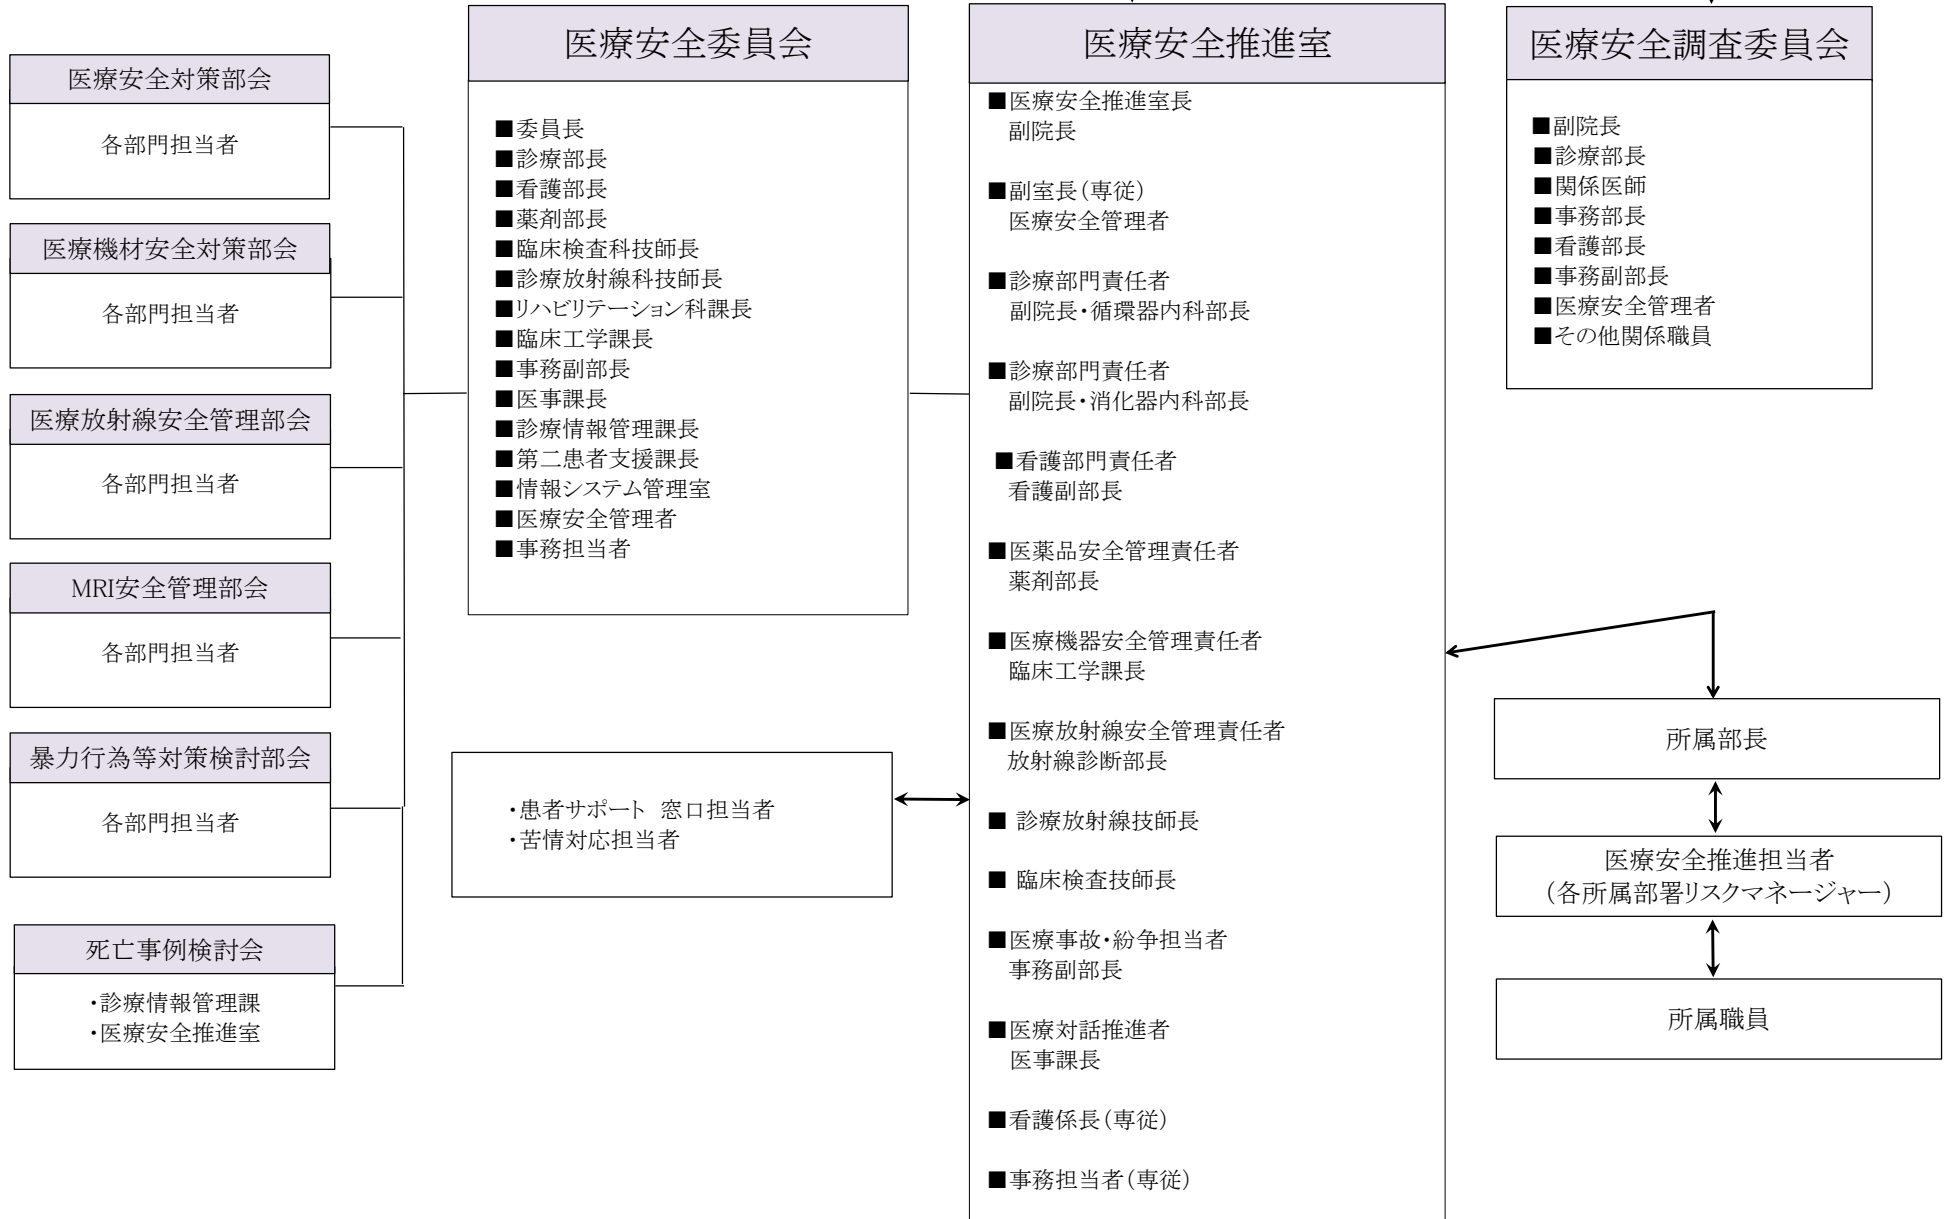 医療安全対策部会
各部門担当者
医療機材安全対策部会
各部門担当者
医療放射線安全管理部会
各部門担当者
MRI安全管理部会
各部門担当者
暴力行為等対策検討部会
各部門担当者
死亡事例検討会
・診療情報管理課
・医療安全推進室
医療安全委員会
■委員長
■診療部長
■看護部長
■薬剤部長
■臨床検査科技師長
■診療放射線科技師長
■リハビリテーション科課長
■臨床工学課長
■事務副部長
■医事課長
■診療情報管理課長
■第二患者支援課長
■情報システム管理室
■医療安全管理者
■事務担当者
・患者サポート 窓口担当者
・苦情対応担当者
医療安全推進室
■医療安全推進室長
副院長
■副室長(専従)
医療安全管理者
■診療部門責任者
副院長・循環器内科部長
■診療部門責任者
副院長・消化器内科部長
■看護部門責任者
看護副部長
■医薬品安全管理責任者
薬剤部長
■医療機器安全管理責任者
臨床工学課長
■医療放射線安全管理責任者
放射線診断部長
■ 診療放射線技師長
■ 臨床検査技師長
■医療事故・紛争担当者
事務副部長
■医療対話推進者
医事課長
■看護係長(専従)
■事務担当者(専従)
医療安全調査委員会
■副院長
■診療部長
■関係医師
■事務部長
■看護部長
■事務副部長
■医療安全管理者
■その他関係職員
所属部長
医療安全推進担当者
(各所属部署リスクマネージャー)
所属職員